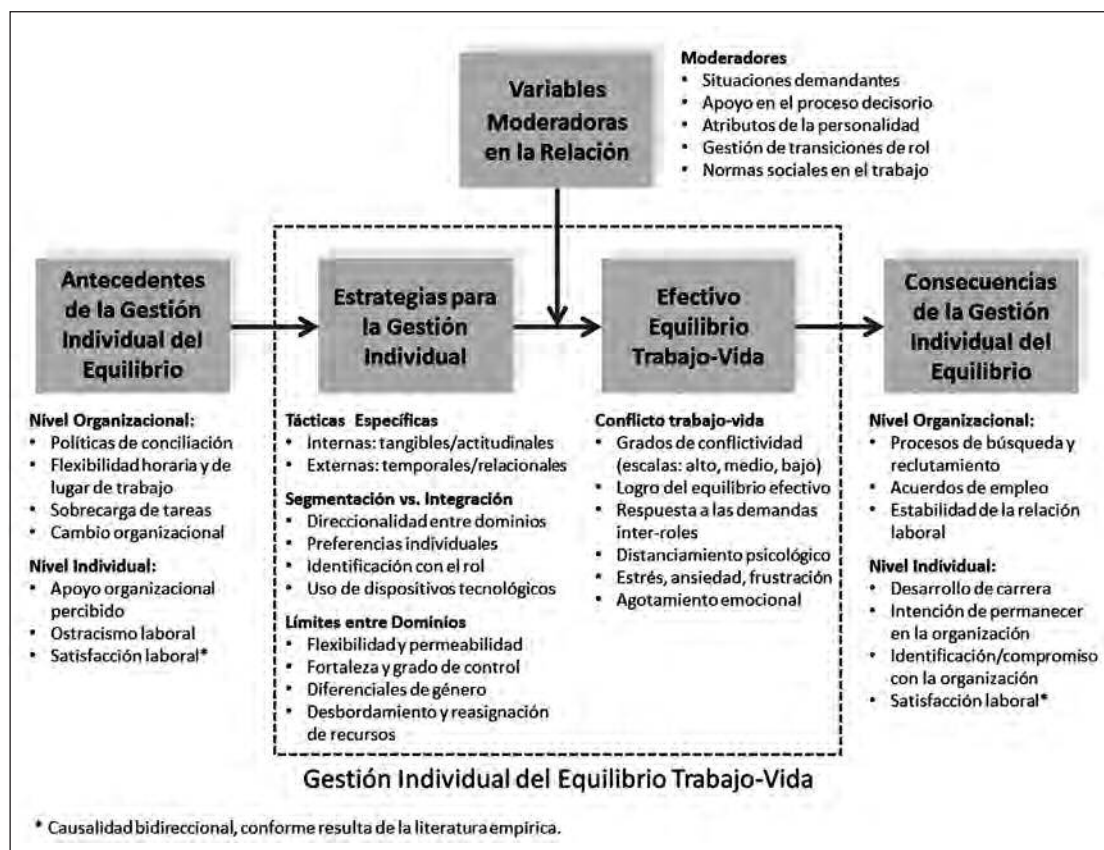 Variables
Moderadoras
en la Relación
Moderadores
• Situaciones demandantes
• Apoyo en el proceso decisorio
• Atributos de la personalidad
• Gestión de transiciones de rol
• Normas sociales en el trabajo
Antecedentes
de la Gestión
Individual del
Equilibrio
Estrategias para
la Gestión
Individual
Efectivo
Equilibrio
Trabajo-Vida
Consecuencias
de la Gestión
Individual del
Equilibrio
Nivel Organizacional:
• Políticas de conciliación
• Flexibilidad horaria y de
lugar de trabajo
• Sobrecarga de tareas
• Cambio organizacional
Nivel Individual:
• Apoyo organizacional
percibido
• Ostracismo laboral
• Satisfacción laboral*
Tácticas Específicas
• Internas: tangibles/actitudinales
• Externas: temporales/relacionales
Segmentación vs. Integración
• Direccionalidad entre dominios
• Preferencias individuales
• Identificación con el rol
• Uso de dispositivos tecnológicos
Límites entre Dominios
• Flexibilidad y permeabilidad
• Fortaleza y grado de control
• Diferenciales de género
• Desbordamiento y reasignación
de recursos
Conflicto trabajo-vida
• Grados de conflictividad
(escalas: alto, medio, bajo)
• Logro del equilibrio efectivo
• Respuesta a las demandas
inter-roles
• Distanciamiento psicológico
• Estrés, ansiedad, frustración
• Agotamiento emocional
Nivel Organizacional:
• Procesos de búsqueda y
reclutamiento
• Acuerdos de empleo
• Estabilidad de la relación
laboral
Nivel Individual:
• Desarrollo de carrera
• Intención de permanecer
en la organización
• Identificación/compromiso
con la organización
• Satisfacción laboral*
Gestión Individual del Equilibrio Trabajo-Vida
* Causalidad bidireccional, conforme resulta de la literatura empírica.